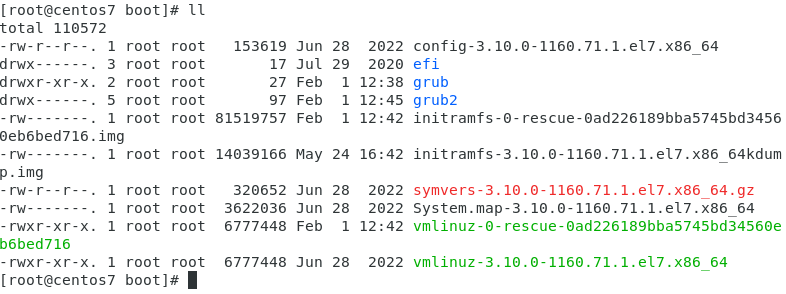 [root@centos7 boot]# ll
total 110572
-rw-r--r--. 1 root root   153619 Jun 28  2022 config-3.10.0-1160.71.1.el7.x86_64
drwx------. 3 root root       17 Jul 29  2020 efi
drwxr-xr-x. 2 root root       27 Feb  1 12:38 grub
drwx------. 5 root root       97 Feb  1 12:45 grub2
-rw-------. 1 root root 81519757 Feb  1 12:42 initramfs-0-rescue-0ad226189bba5745bd3456
0eb6bed716.img
-rw-------. 1 root root 14039166 May 24 16:42 initramfs-3.10.0-1160.71.1.el7.x86_64kdum
p.img
-rw-r--r--. 1 root root   320652 Jun 28  2022 symvers-3.10.0-1160.71.1.el7.x86_64.gz
-rw-------. 1 root root  3622036 Jun 28  2022 System.map-3.10.0-1160.71.1.el7.x86_64
-rwxr-xr-x. 1 root root  6777448 Feb  1 12:42 vmlinuz-0-rescue-0ad226189bba5745bd34560e
b6bed716
-rwxr-xr-x. 1 root root  6777448 Jun 28  2022 vmlinuz-3.10.0-1160.71.1.el7.x86_64
[root@centos7 boot]#